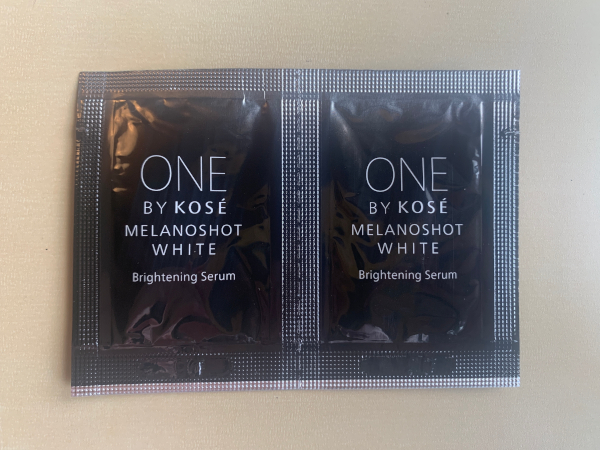 ONE
BY KOSÉ
MELANOSHOT
WHITE
Brightening Serum
ONE
BY KOSÉ
MELANOSHOT
WHITE
Brightening Serum